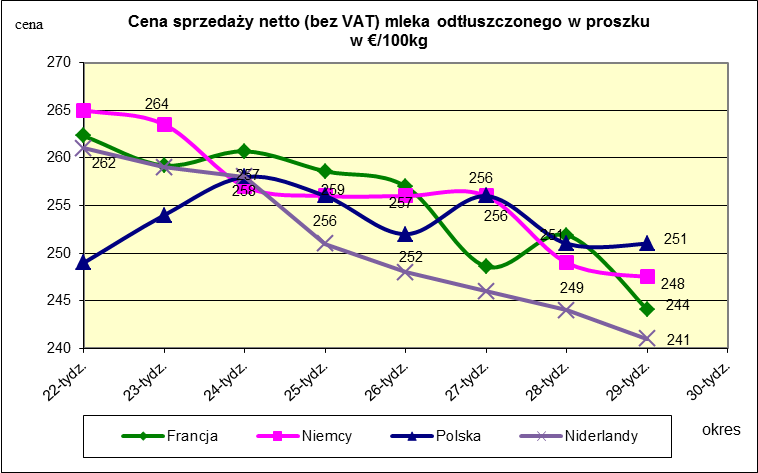 cena
Cena sprzedaży netto (bez VAT) mleka odtłuszczonego w proszku
w €/100kg
270
265
260
255
250
245
240
264
262
257
258
259
256
257
252
256
256
251
249
251
248
244
241
22-tydz.
23-tydz.
24-tydz.
25-tydz.
26-tydz.
27-tydz.
28-tydz.
29-tydz.
30-tydz.
Francja
Niemcy
Polska
Niderlandy
okres